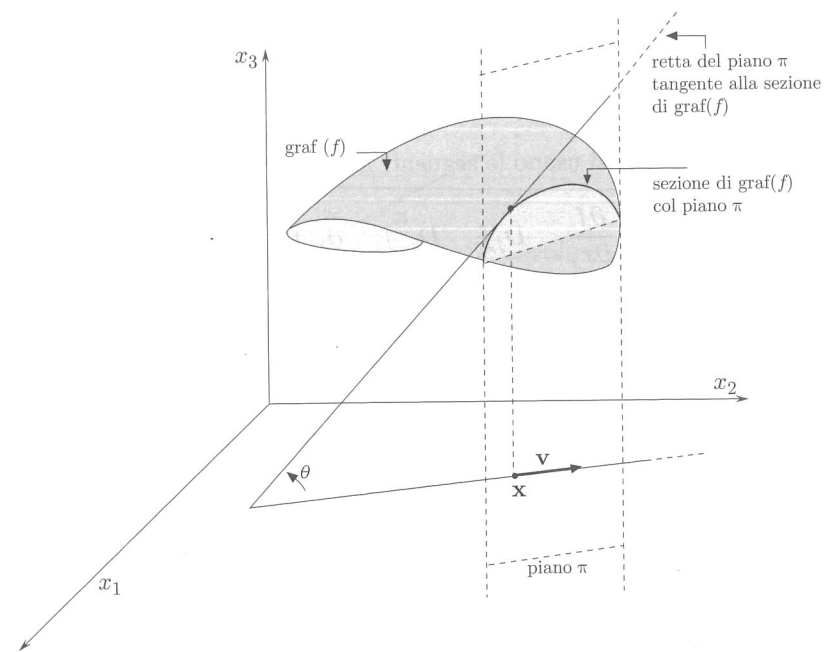 x₃
retta del piano π
tangente alla sezione
di graf(f)
graf (f)
sezione di graf(f)
col piano π
x₂
θ
v
x
piano π
x₁